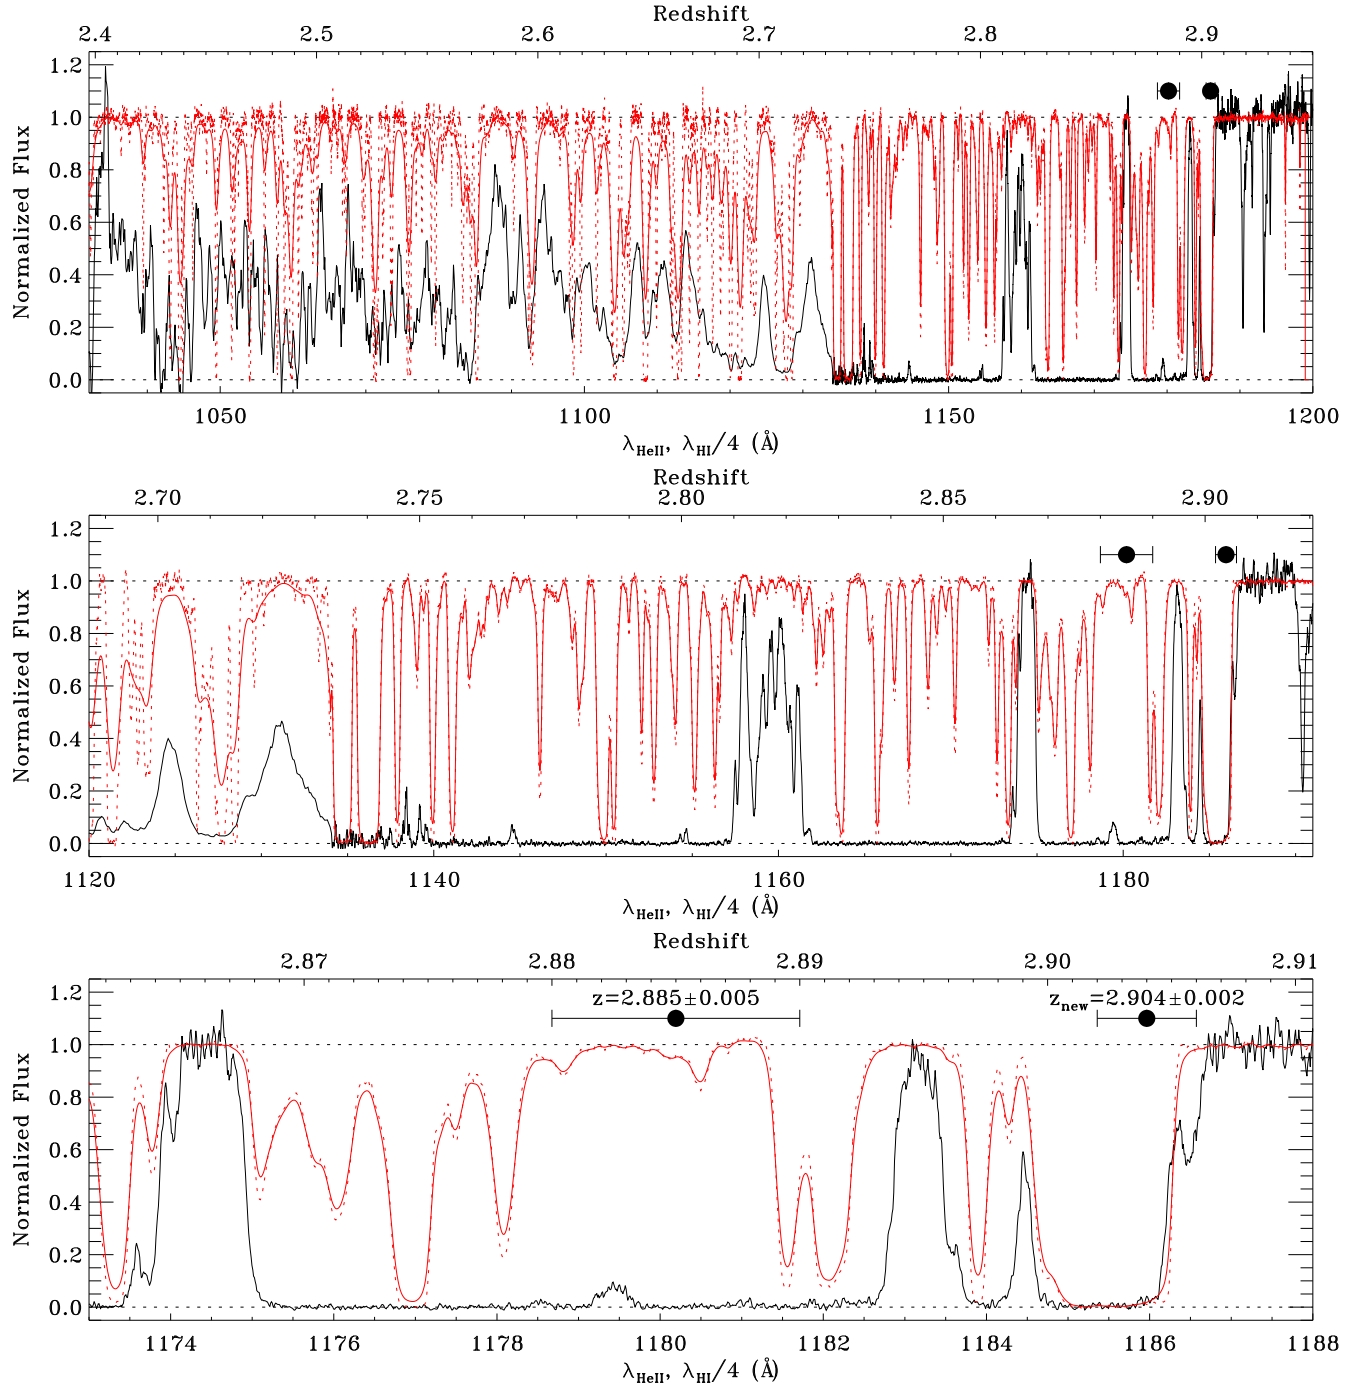 Redshift
2.4 2.5 2.6 2.7 2.8 2.9
Normalized Flux
1.2
1.0
0.8
0.6
0.4
0.2
0.0
1050 1100 1150 1200
λHeII, λHI/4 (Å)
Redshift
2.70 2.75 2.80 2.85 2.90
Normalized Flux
1.2
1.0
0.8
0.6
0.4
0.2
0.0
1120 1140 1160 1180
λHeII, λHI/4 (Å)
Redshift
2.87 2.88 2.89 2.90 2.91
Normalized Flux
z=2.885±0.005 znew=2.904±0.002
1.2
1.0
0.8
0.6
0.4
0.2
0.0
1174 1176 1178 1180 1182 1184 1186 1188
λHeII, λHI/4 (Å)